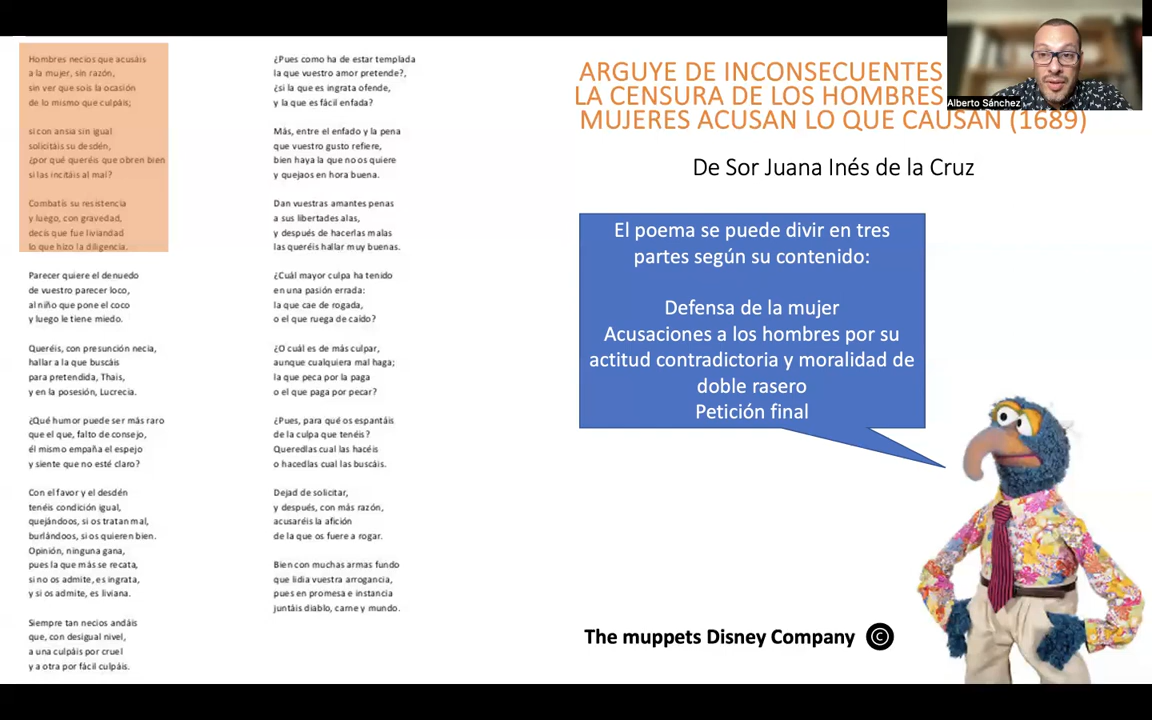 Hombres necios que acusáis
a la mujer, sin razón,
sin ver que sois la ocasión
de lo mismo que culpáis;
si con ansia sin igual
solicitáis su desdén,
¿por qué queréis que obren bien
si las incitáis al mal?
Combatís su resistencia
y luego, con gravedad,
decís que fue liviandad
lo que hizo la diligencia.
Parecer quiere el denuedo
de vuestro parecer loco,
al niño que pone el coco
y luego le tiene miedo.
Queréis, con presunción necia,
hallar a la que buscáis
para pretendida, Thais,
y en la posesión, Lucrecia.
¿Qué humor puede ser más raro
que el que, falto de consejo,
él mismo empaña el espejo
y siente que no esté claro?
Con el favor y el desdén
tenéis condición igual,
quejándoos, si os tratan mal,
burlándoos, si os quieren bien.
Opinión, ninguna gana,
pues la que más se recata,
si no os admite, es ingrata,
y si os admite, es liviana.
Siempre tan necios andáis
que, con desigual nivel,
a una culpáis por cruel
y a otra por fácil culpáis.
¿Pues como ha de estar templada
la que vuestro amor pretende?,
¿si la que es ingrata ofende,
y la que es fácil enfada?
Más, entre el enfado y la pena
que vuestro gusto refiere,
bien haya la que no os quiere
y quejaos en hora buena.
Dan vuestras amantes penas
a sus libertades alas,
y después de hacerlas malas
las queréis hallar muy buenas.
¿Cuál mayor culpa ha tenido
en una pasión errada:
la que cae de rogada,
o el que ruega de caído?
¿O cuál es de más culpar,
aunque cualquiera mal haga;
la que peca por la paga
o el que paga por pecar?
¿Pues, para qué os espantáis
de la culpa que tenéis?
Queredlas cual las hacéis
o hacedlas cual las buscáis.
Dejad de solicitar,
y después, con más razón,
acusaréis la afición
de la que os fuere a rogar.
Bien con muchas armas fundo
que lidia vuestra arrogancia,
pues en promesa e instancia
juntáis diablo, carne y mundo.
ARGUYE DE INCONSECUENTES
LA CENSURA DE LOS HOMBRES
MUJERES ACUSAN LO QUE CAUSAN (1689)
Alberto Sánchez
De Sor Juana Inés de la Cruz
El poema se puede divir en tres
partes según su contenido:
Defensa de la mujer
Acusaciones a los hombres por su
actitud contradictoria y moralidad de
doble rasero
Petición final
The muppets Disney Company ©